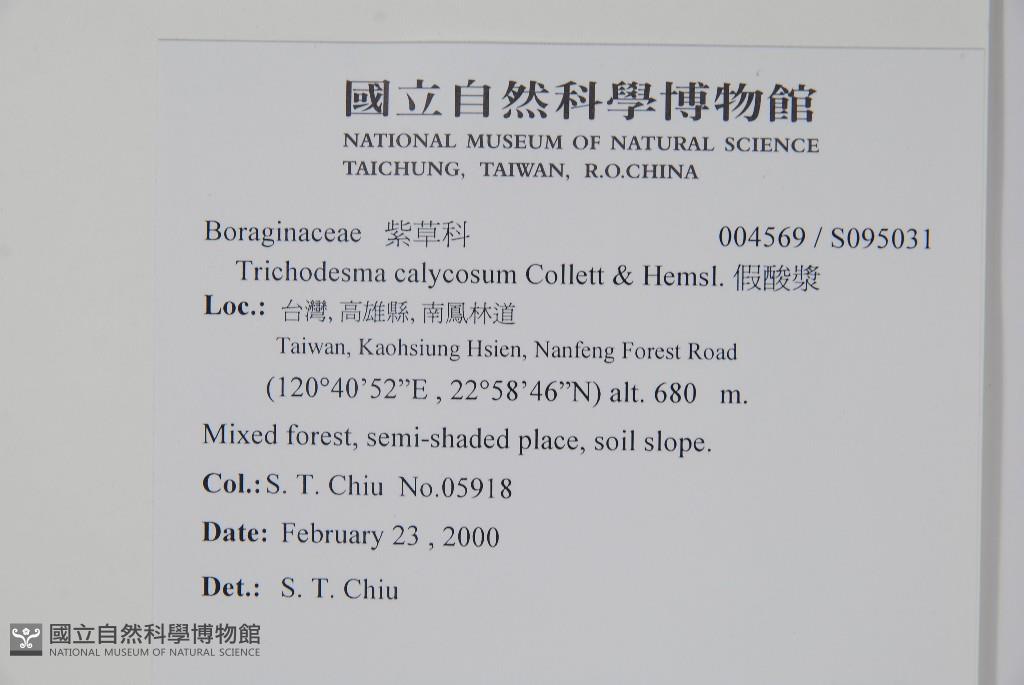 國立自然科學博物館
NATIONAL MUSEUM OF NATURAL SCIENCE
TAICHUNG, TAIWAN, R.O.CHINA
Boraginaceae 紫草科 004569 / S095031
Trichodesma calycosum Collett & Hemsl. 假酸漿
Loc.: 台灣, 高雄縣, 南鳳林道
Taiwan, Kaohsiung Hsien, Nanfeng Forest Road
(120°40’52”E , 22°58’46”N) alt. 680 m.
Mixed forest, semi-shaded place, soil slope.
Col.: S. T. Chiu No.05918
Date: February 23 , 2000
Det.: S. T. Chiu
國立自然科學博物館
NATIONAL MUSEUM OF NATURAL SCIENCE